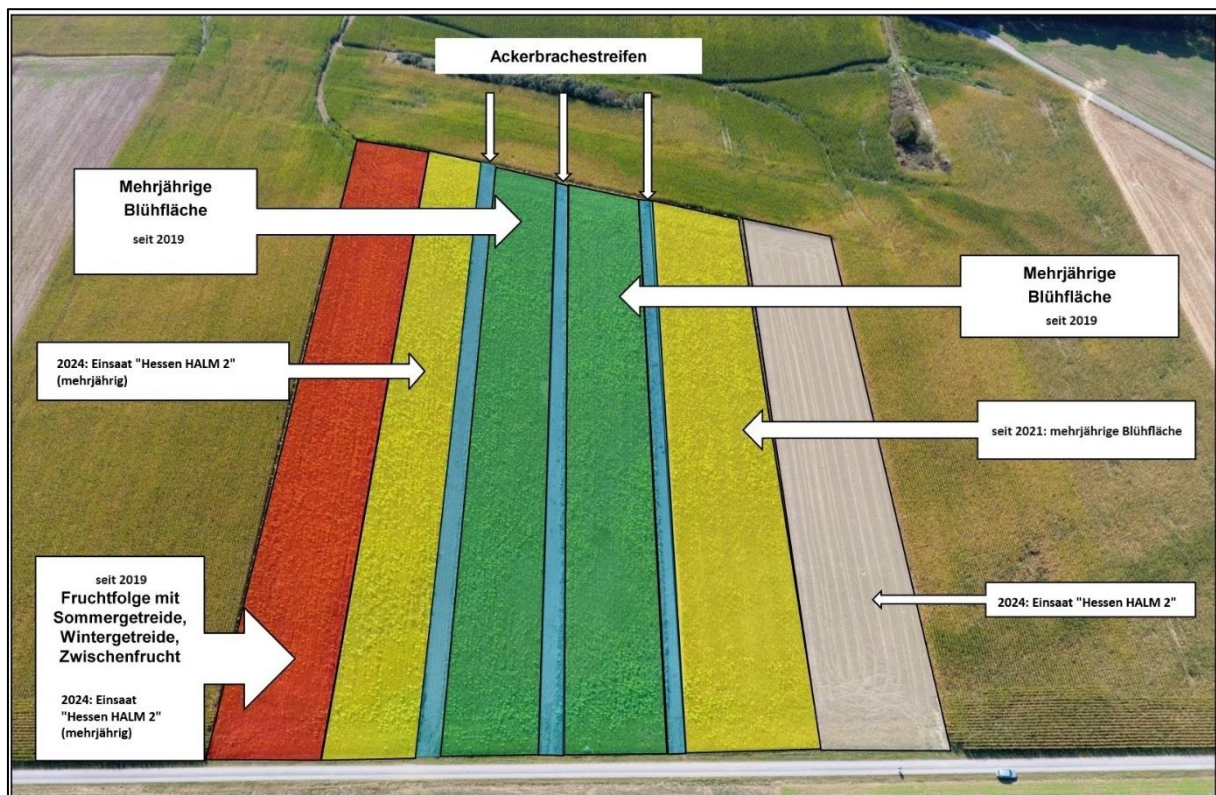 Ackerbrachestreifen
Mehrjährige
Blühfläche
seit 2019
Mehrjährige
Blühfläche
seit 2019
2024: Einsaat "Hessen HALM 2"
(mehrjährig)
seit 2021: mehrjährige Blühfläche
seit 2019
Fruchtfolge mit
Sommergetreide,
Wintergetreide,
Zwischenfrucht
2024: Einsaat
"Hessen HALM 2"
(mehrjährig)
2024: Einsaat "Hessen HALM 2"